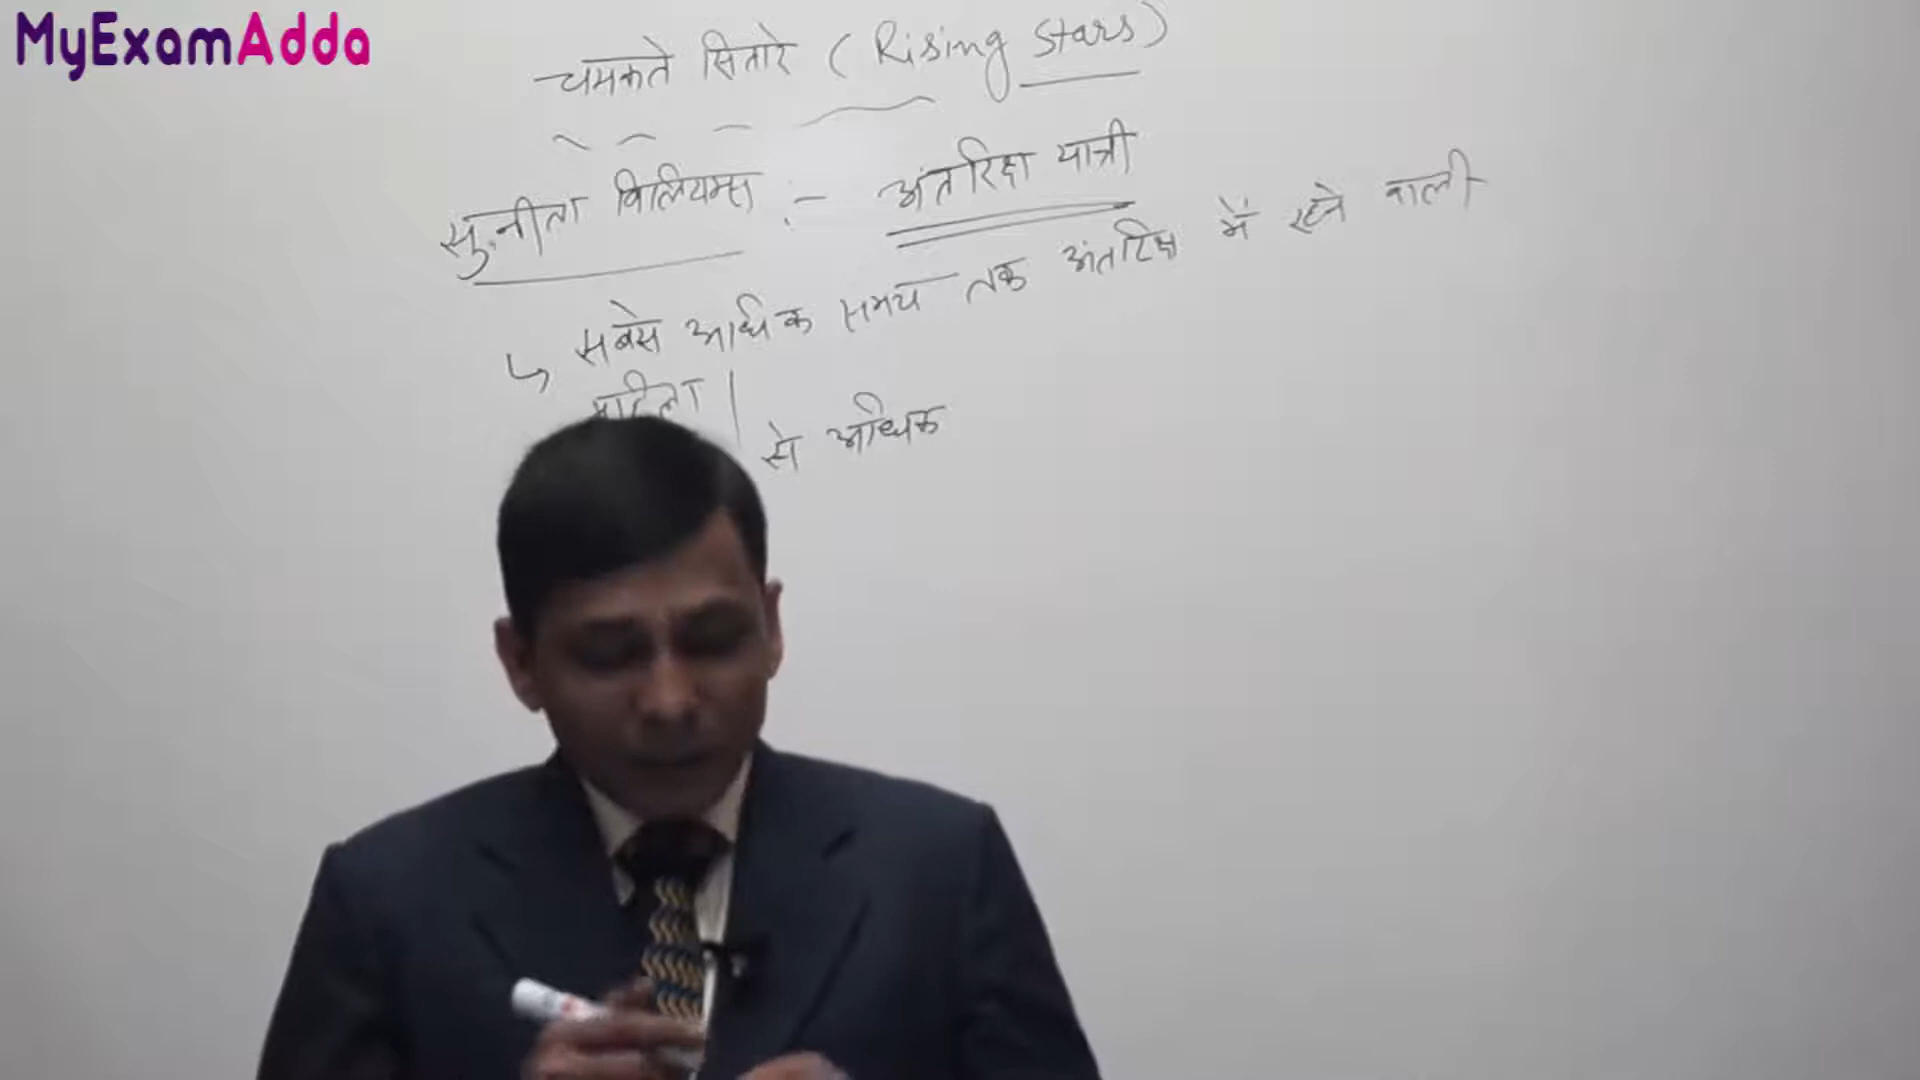 MyExamAdda
चमकते सितारे (Rising Stars)
सुनीता विलियम्स :- अंतरिक्ष यात्री
↳ सबसे अधिक समय तक अंतरिक्ष में रहने वाली
महिला
से अधिक